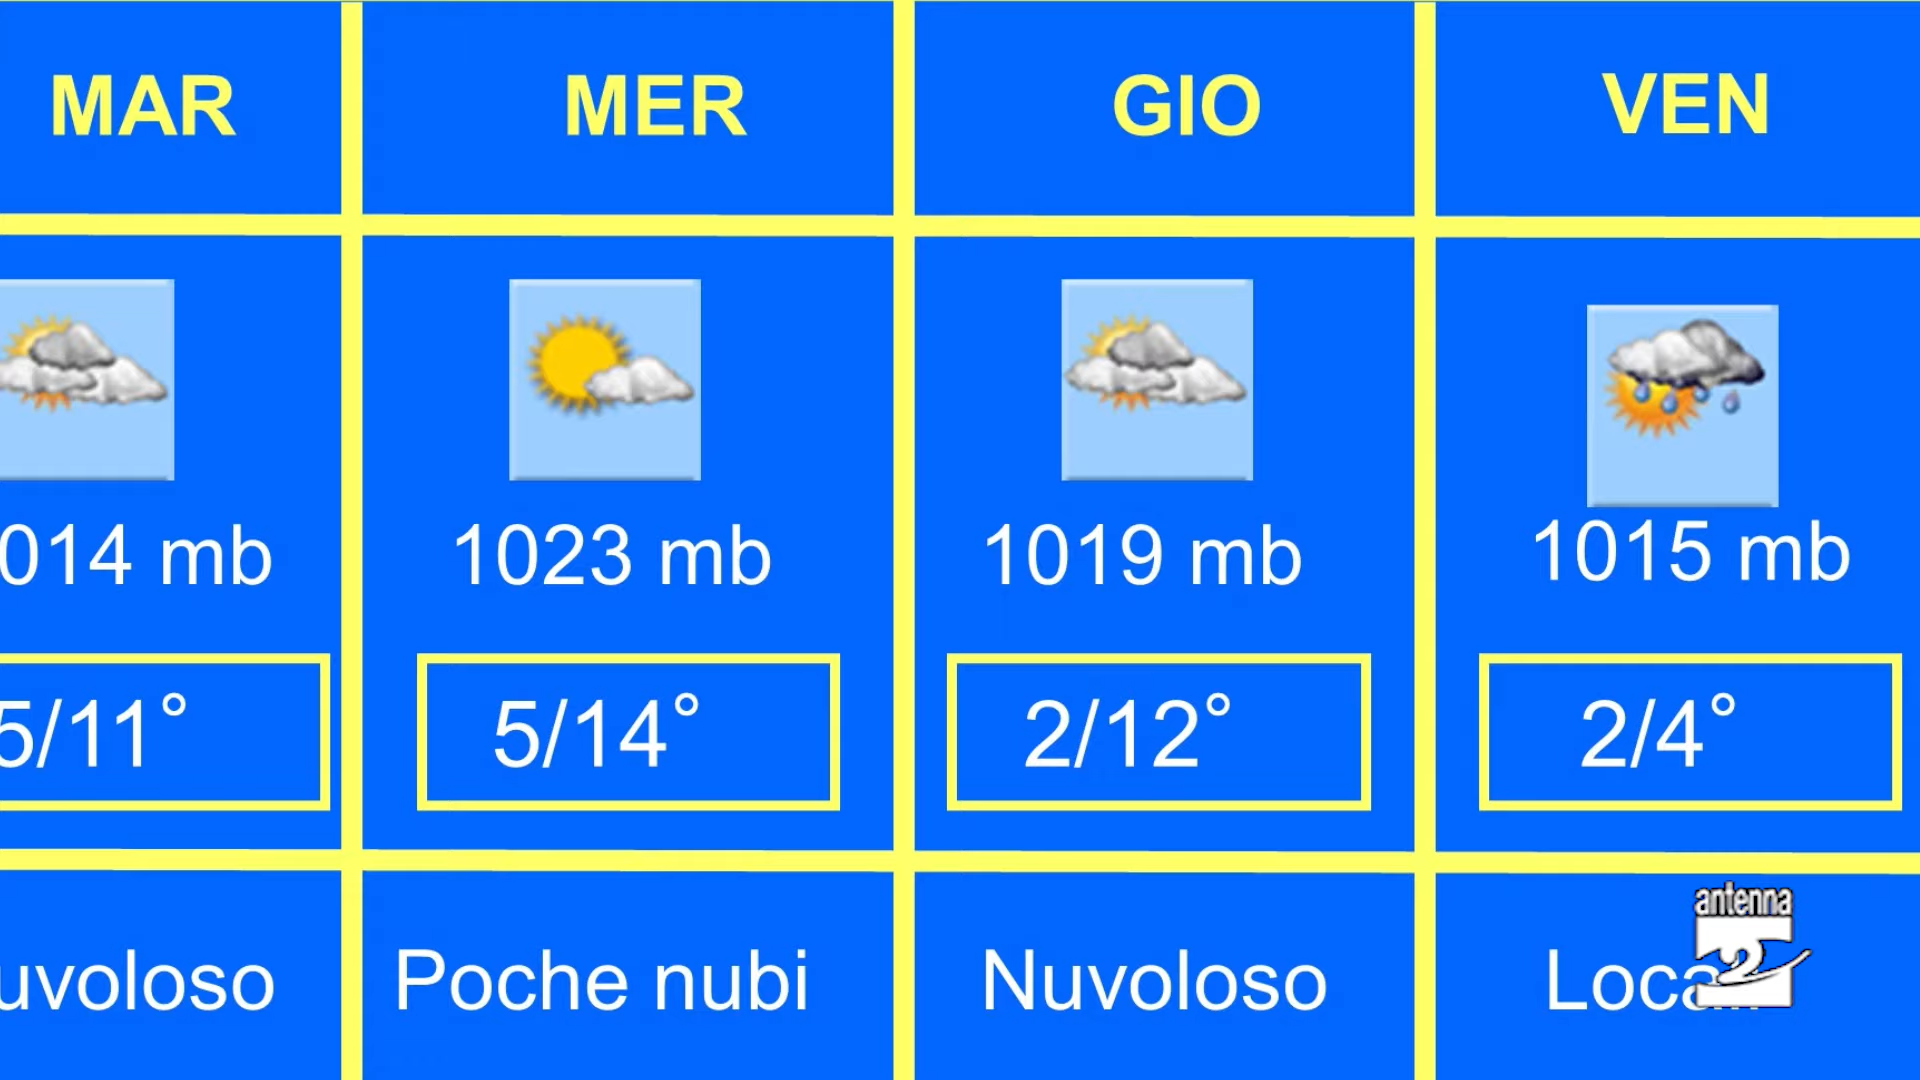 MAR MER GIO VEN
014 mb 1023 mb 1019 mb 1015 mb
5/11° 5/14° 2/12° 2/4°
uvoloso Poche nubi Nuvoloso
antenna
2